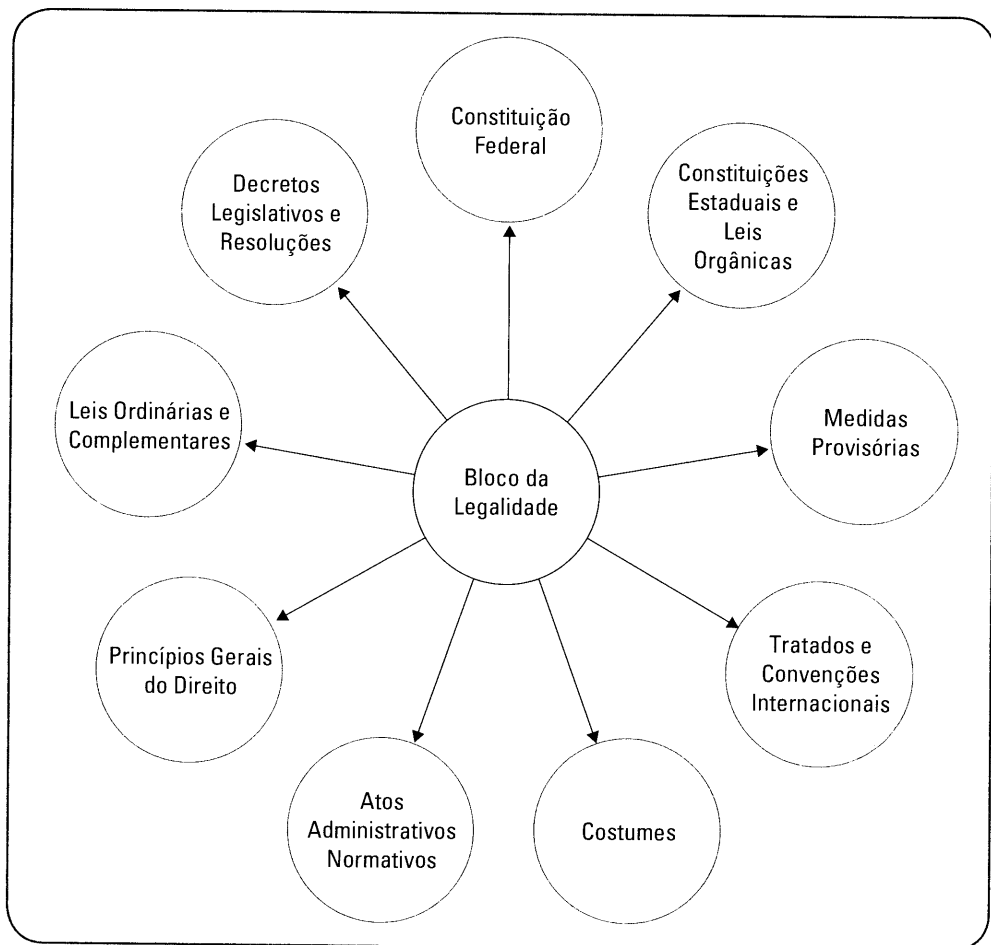 Constituição
Federal
Constituições
Estaduais e
Leis
Orgânicas
Medidas
Provisórias
Tratados e
Convenções
Internacionais
Costumes
Atos
Administrativos
Normativos
Princípios Gerais
do Direito
Leis Ordinárias e
Complementares
Decretos
Legislativos e
Resoluções
Bloco da
Legalidade